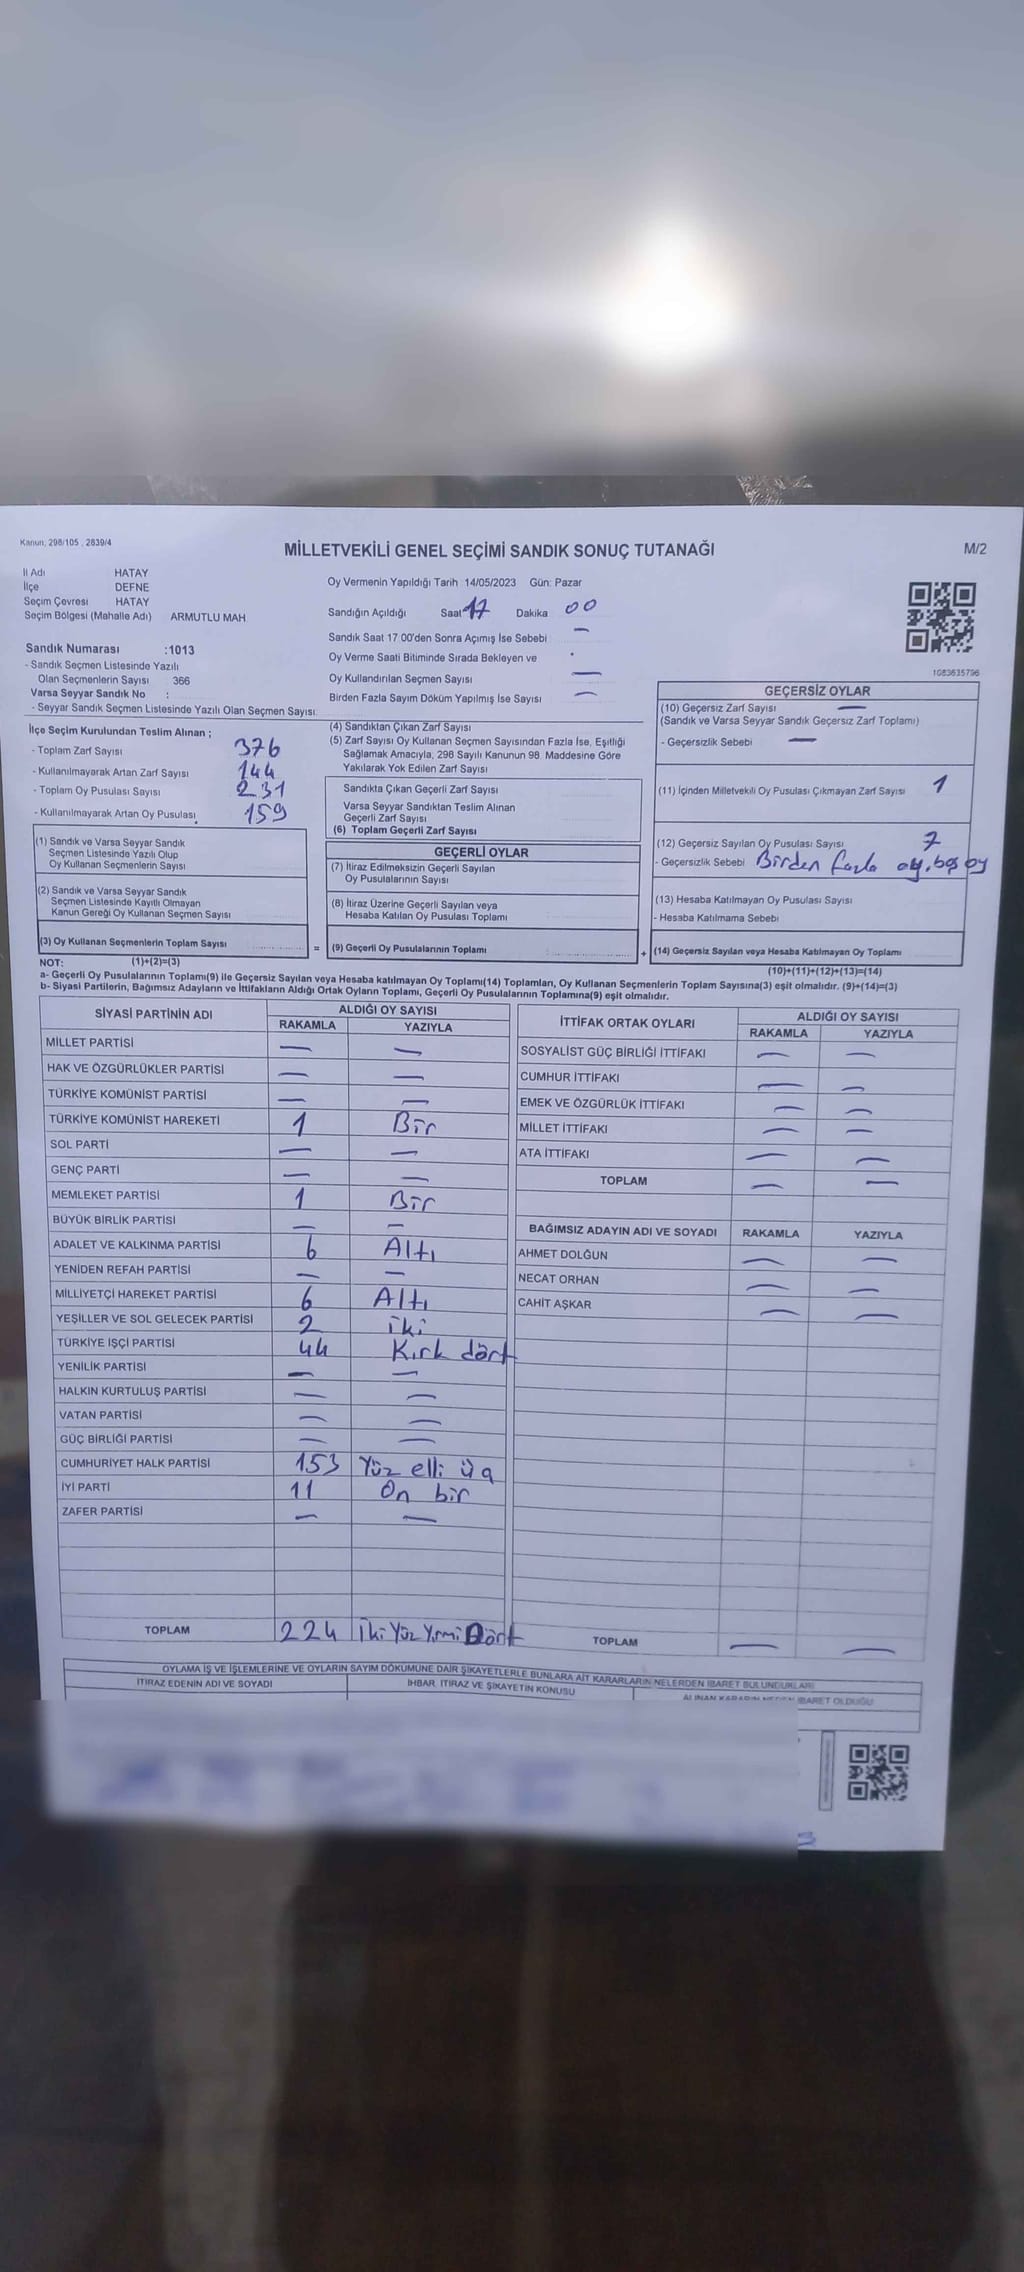 Kanun: 298/105 , 2839/4
MİLLETVEKİLİ GENEL SEÇİMİ SANDIK SONUÇ TUTANAĞI
M/2
İl Adı HATAY
İlçe DEFNE
Seçim Çevresi HATAY
Seçim Bölgesi (Mahalle Adı) ARMUTLU MAH
Oy Vermenin Yapıldığı Tarih 14/05/2023 Gün: Pazar
Sandığın Açıldığı Saat 17 Dakika 00
Sandık Saat 17.00'den Sonra Açımış İse Sebebi —
Oy Verme Saati Bitiminde Sırada Bekleyen ve
Oy Kullandırılan Seçmen Sayısı —
Birden Fazla Sayım Döküm Yapılmış İse Sayısı —
1083635796
Sandık Numarası :1013
- Sandık Seçmen Listesinde Yazılı
Olan Seçmenlerin Sayısı 366
Varsa Seyyar Sandık No :
- Seyyar Sandık Seçmen Listesinde Yazılı Olan Seçmen Sayısı:
İlçe Seçim Kurulundan Teslim Alınan ;
- Toplam Zarf Sayısı 376
- Kullanılmayarak Artan Zarf Sayısı 144
- Toplam Oy Pusulası Sayısı 231
- Kullanılmayarak Artan Oy Pusulası 159
(4) Sandıktan Çıkan Zarf Sayısı
(5) Zarf Sayısı Oy Kullanan Seçmen Sayısından Fazla İse, Eşitliği
Sağlamak Amacıyla, 298 Sayılı Kanunun 98. Maddesine Göre
Yakılarak Yok Edilen Zarf Sayısı
Sandıkta Çıkan Geçerli Zarf Sayısı
Varsa Seyyar Sandıktan Teslim Alınan
Geçerli Zarf Sayısı
(6) Toplam Geçerli Zarf Sayısı
GEÇERSİZ OYLAR
(10) Geçersiz Zarf Sayısı —
(Sandık ve Varsa Seyyar Sandık Geçersiz Zarf Toplamı)
- Geçersizlik Sebebi —
(11) İçinden Milletvekili Oy Pusulası Çıkmayan Zarf Sayısı 1
(12) Geçersiz Sayılan Oy Pusulası Sayısı 7
- Geçersizlik Sebebi Birden fazla oy, boş oy
(13) Hesaba Katılmayan Oy Pusulası Sayısı
- Hesaba Katılmama Sebebi
(14) Geçersiz Sayılan veya Hesaba Katılmayan Oy Toplamı
(10)+(11)+(12)+(13)=(14)
(1) Sandık ve Varsa Seyyar Sandık
Seçmen Listesinde Yazılı Olup
Oy Kullanan Seçmenlerin Sayısı
(2) Sandık ve Varsa Seyyar Sandık
Seçmen Listesinde Kayıtlı Olmayan
Kanun Gereği Oy Kullanan Seçmen Sayısı
(3) Oy Kullanan Seçmenlerin Toplam Sayısı =
GEÇERLİ OYLAR
(7) İtiraz Edilmeksizin Geçerli Sayılan
Oy Pusulalarının Sayısı
(8) İtiraz Üzerine Geçerli Sayılan veya
Hesaba Katılan Oy Pusulası Toplamı
(9) Geçerli Oy Pusulalarının Toplamı +
NOT: (1)+(2)=(3)
a- Geçerli Oy Pusulalarının Toplamı(9) ile Geçersiz Sayılan veya Hesaba katılmayan Oy Toplamı(14) Toplamları, Oy Kullanan Seçmenlerin Toplam Sayısına(3) eşit olmalıdır. (9)+(14)=(3)
b- Siyasi Partilerin, Bağımsız Adayların ve İttifakların Aldığı Ortak Oyların Toplamı, Geçerli Oy Pusulalarının Toplamına(9) eşit olmalıdır.
SİYASİ PARTİNİN ADI ALDIĞI OY SAYISI
RAKAMLA YAZIYLA
MİLLET PARTİSİ — —
HAK VE ÖZGÜRLÜKLER PARTİSİ — —
TÜRKİYE KOMÜNİST PARTİSİ — —
TÜRKİYE KOMÜNİST HAREKETİ 1 Bir
SOL PARTİ — —
GENÇ PARTİ — —
MEMLEKET PARTİSİ 1 Bir
BÜYÜK BİRLİK PARTİSİ — —
ADALET VE KALKINMA PARTİSİ 6 Altı
YENİDEN REFAH PARTİSİ — —
MİLLİYETÇİ HAREKET PARTİSİ 6 Altı
YEŞİLLER VE SOL GELECEK PARTİSİ 2 iki
TÜRKİYE İŞÇİ PARTİSİ 44 Kırk dört
YENİLİK PARTİSİ — —
HALKIN KURTULUŞ PARTİSİ — —
VATAN PARTİSİ — —
GÜÇ BİRLİĞİ PARTİSİ — —
CUMHURİYET HALK PARTİSİ 153 Yüz elli üç
İYİ PARTİ 11 On bir
ZAFER PARTİSİ — —
TOPLAM 224 İki Yüz Yirmi Dört
İTTİFAK ORTAK OYLARI ALDIĞI OY SAYISI
RAKAMLA YAZIYLA
SOSYALİST GÜÇ BİRLİĞİ İTTİFAKI — —
CUMHUR İTTİFAKI — —
EMEK VE ÖZGÜRLÜK İTTİFAKI — —
MİLLET İTTİFAKI — —
ATA İTTİFAKI — —
TOPLAM — —
BAĞIMSIZ ADAYIN ADI VE SOYADI RAKAMLA YAZIYLA
AHMET DOLĞUN — —
NECAT ORHAN — —
CAHİT AŞKAR — —
TOPLAM — —
OYLAMA İŞ VE İŞLEMLERİNE VE OYLARIN SAYIM DÖKÜMÜNE DAİR ŞİKAYETLERLE BUNLARA AİT KARARLARIN NELERDEN İBARET BULUNDUKLARI
İTİRAZ EDENİN ADI VE SOYADI
İHBAR, İTİRAZ VE ŞİKAYETİN KONUSU
ALINAN KARARIN NEDEN İBARET OLDUĞU